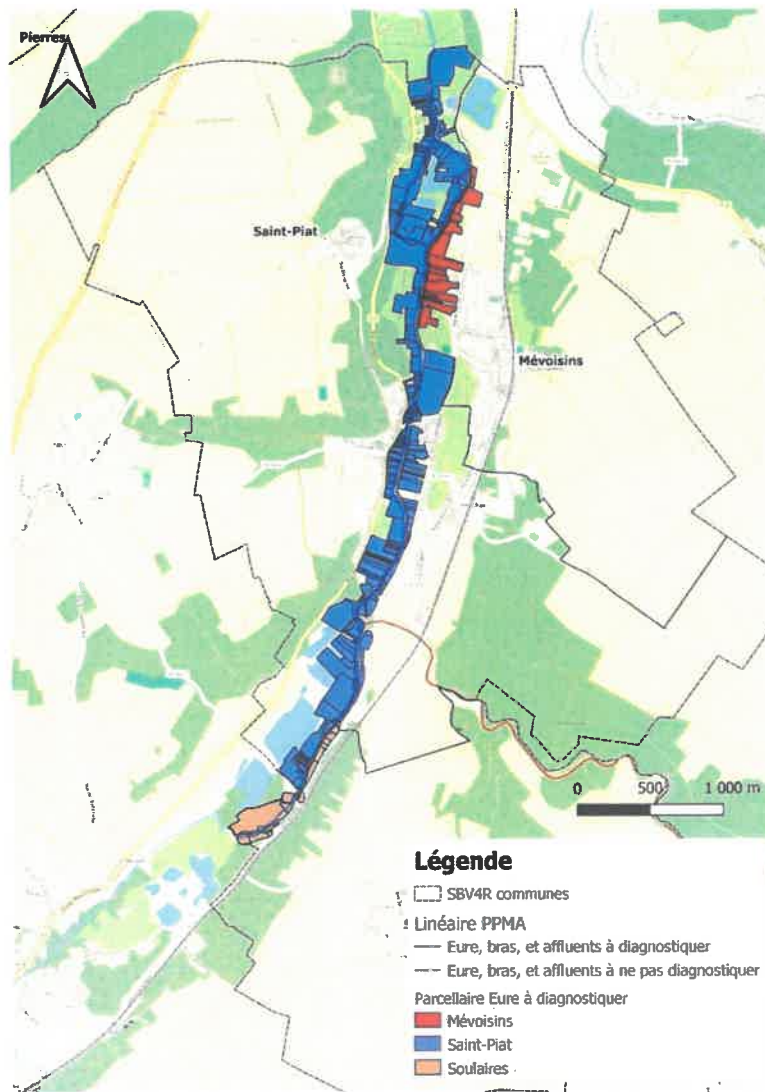 Pierres
Saint-Piat
Mévoisins
0 500 1 000 m
Légende
SBV4R communes
Linéaire PPMA
Eure, bras, et affluents à diagnostiquer
Eure, bras, et affluents à ne pas diagnostiquer
Parcellaire Eure à diagnostiquer
Mévoisins
Saint-Piat
Soulaires